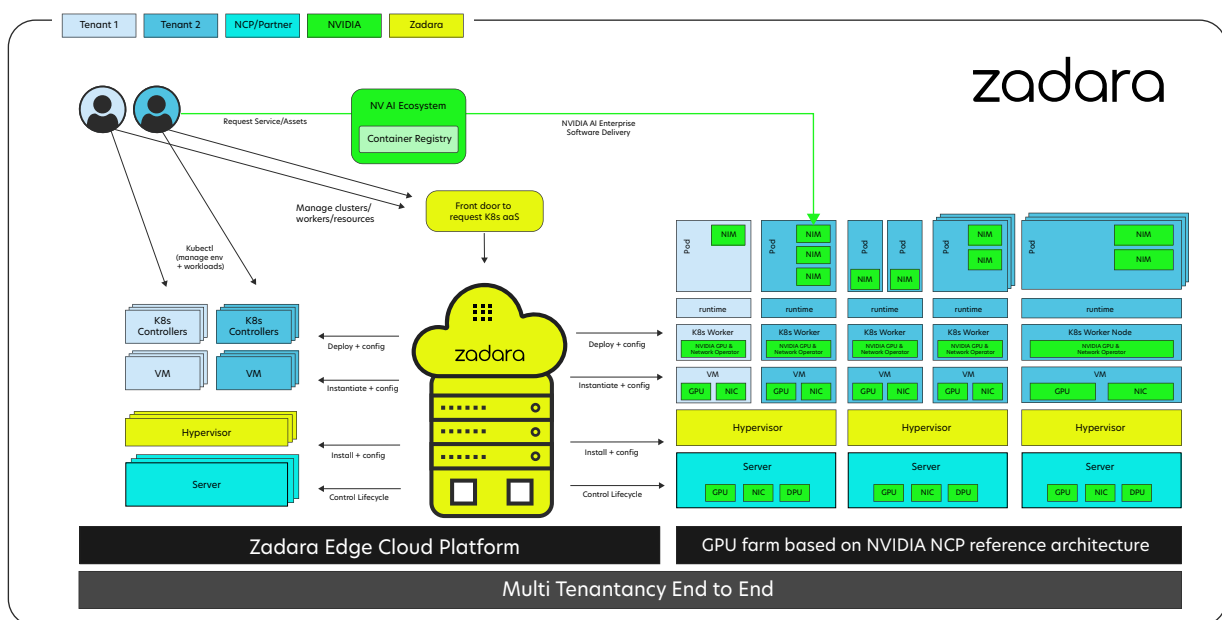 Tenant 1
Tenant 2
NCP/Partner
NVIDIA
Zadara
zadara
NV AI Ecosystem
Container Registry
Request Service/Assets
NVIDIA AI Enterprise
Software Delivery
Manage clusters/
workers/resources
Front door to
request K8s aaS
Kubectl
(manage env
+ workloads)
K8s
Controllers
K8s
Controllers
VM
VM
Hypervisor
Server
Deploy + config
Instantiate + config
Install + config
Control Lifecycle
zadara
Deploy + config
Instantiate + config
Install + config
Control Lifecycle
Pod
NIM
Pod
NIM
NIM
NIM
Pod
NIM
Pod
NIM
Pod
NIM
NIM
Pod
NIM
NIM
runtime
runtime
runtime
runtime
runtime
K8s Worker
NVIDIA GPU &
Network Operator
K8s Worker
NVIDIA GPU &
Network Operator
K8s Worker
NVIDIA GPU &
Network Operator
K8s Worker
NVIDIA GPU &
Network Operator
K8s Worker Node
NVIDIA GPU &
Network Operator
VM
GPU
NIC
VM
GPU
NIC
VM
GPU
NIC
VM
GPU
NIC
VM
GPU
NIC
Hypervisor
Hypervisor
Hypervisor
Server
GPU
NIC
DPU
Server
GPU
NIC
DPU
Server
GPU
NIC
DPU
Zadara Edge Cloud Platform
GPU farm based on NVIDIA NCP reference architecture
Multi Tenantancy End to End